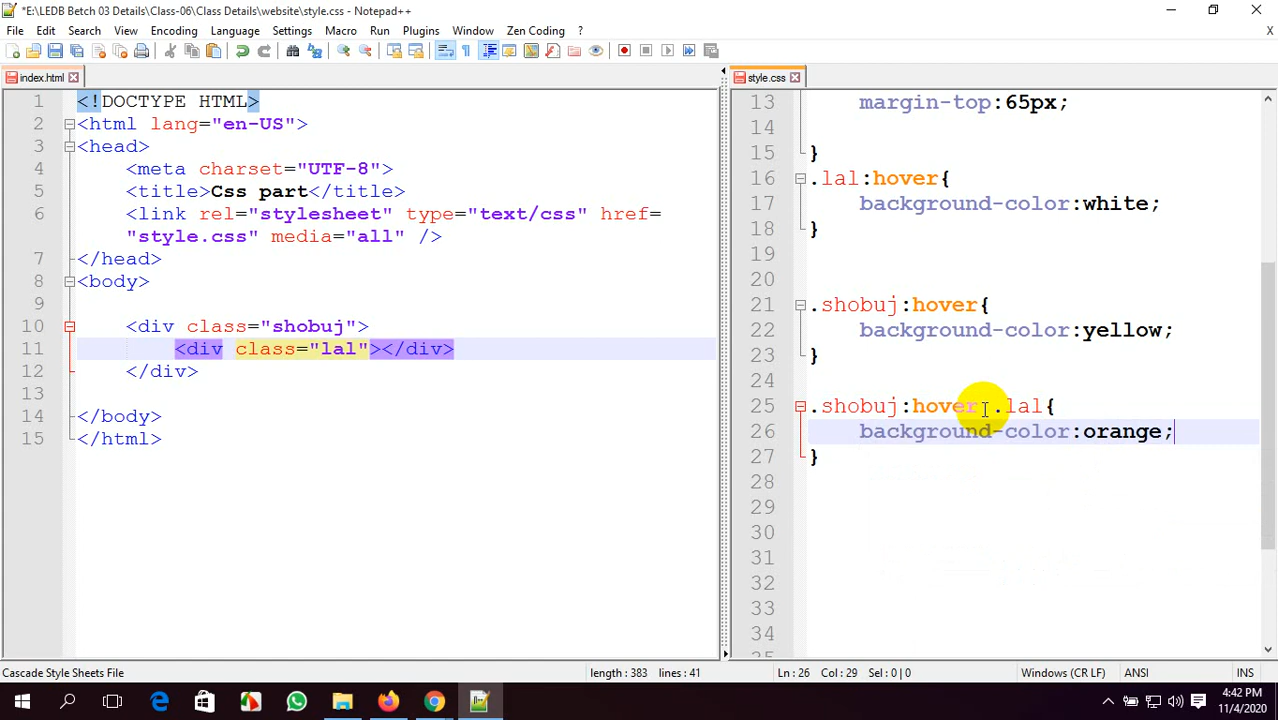 *E:\LEDB Betch 03 Details\Class-06\Class Details\website\style.css - Notepad++
File Edit Search View Encoding Language Settings Macro Run Plugins Window Zen Coding ?
X
index.html
1 <!DOCTYPE HTML>
2 <html lang="en-US">
3 <head>
4 <meta charset="UTF-8">
5 <title>Css part</title>
6 <link rel="stylesheet" type="text/css" href=
"style.css" media="all" />
7 </head>
8 <body>
9
10 <div class="shobuj">
11 <div class="lal"></div>
12 </div>
13
14 </body>
15 </html>
style.css
13 margin-top:65px;
14
15 }
16 .lal:hover{
17 background-color:white;
18 }
19
20
21 .shobuj:hover{
22 background-color:yellow;
23 }
24
25 .shobuj:hover .lal{
26 background-color:orange;
27 }
28
29
30
31
32
33
34
35
Cascade Style Sheets File length : 383 lines : 41 Ln : 26 Col : 29 Sel : 0 | 0 Windows (CR LF) ANSI INS
4:42 PM
11/4/2020